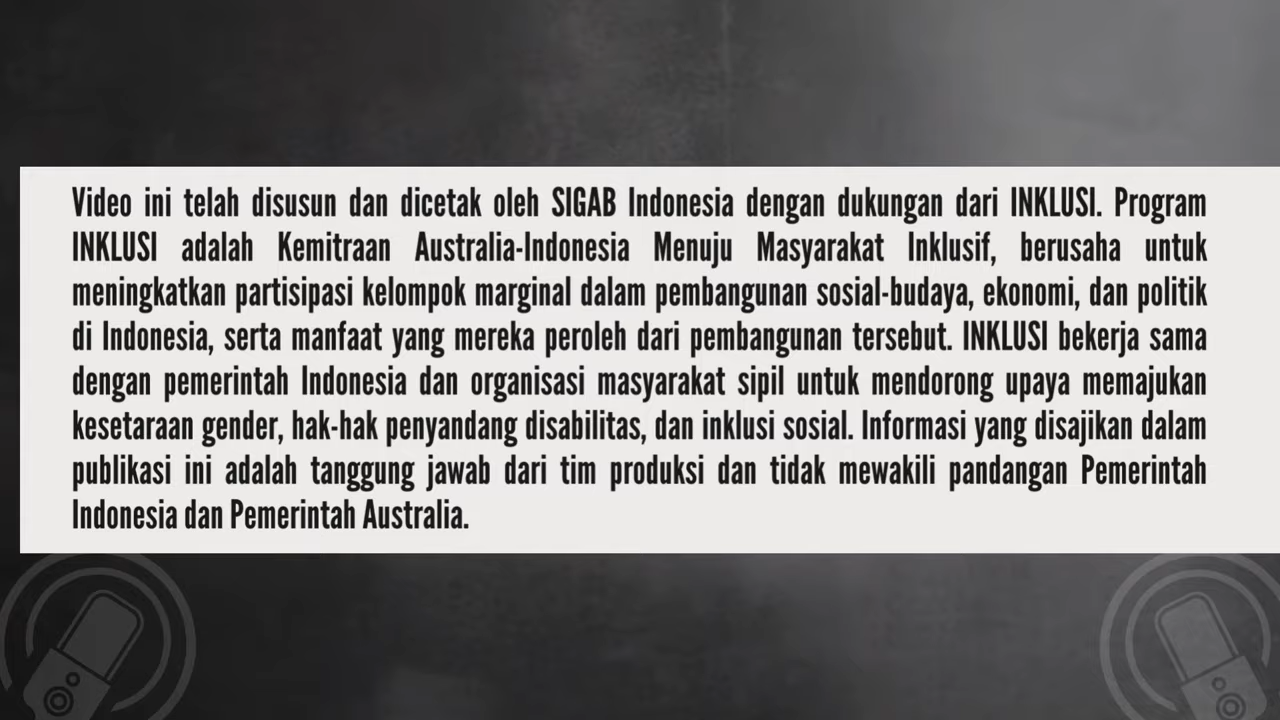 Video ini telah disusun dan dicetak oleh SIGAB Indonesia dengan dukungan dari INKLUSI. Program
INKLUSI adalah Kemitraan Australia-Indonesia Menuju Masyarakat Inklusif, berusaha untuk
meningkatkan partisipasi kelompok marginal dalam pembangunan sosial-budaya, ekonomi, dan politik
di Indonesia, serta manfaat yang mereka peroleh dari pembangunan tersebut. INKLUSI bekerja sama
dengan pemerintah Indonesia dan organisasi masyarakat sipil untuk mendorong upaya memajukan
kesetaraan gender, hak-hak penyandang disabilitas, dan inklusi sosial. Informasi yang disajikan dalam
publikasi ini adalah tanggung jawab dari tim produksi dan tidak mewakili pandangan Pemerintah
Indonesia dan Pemerintah Australia.